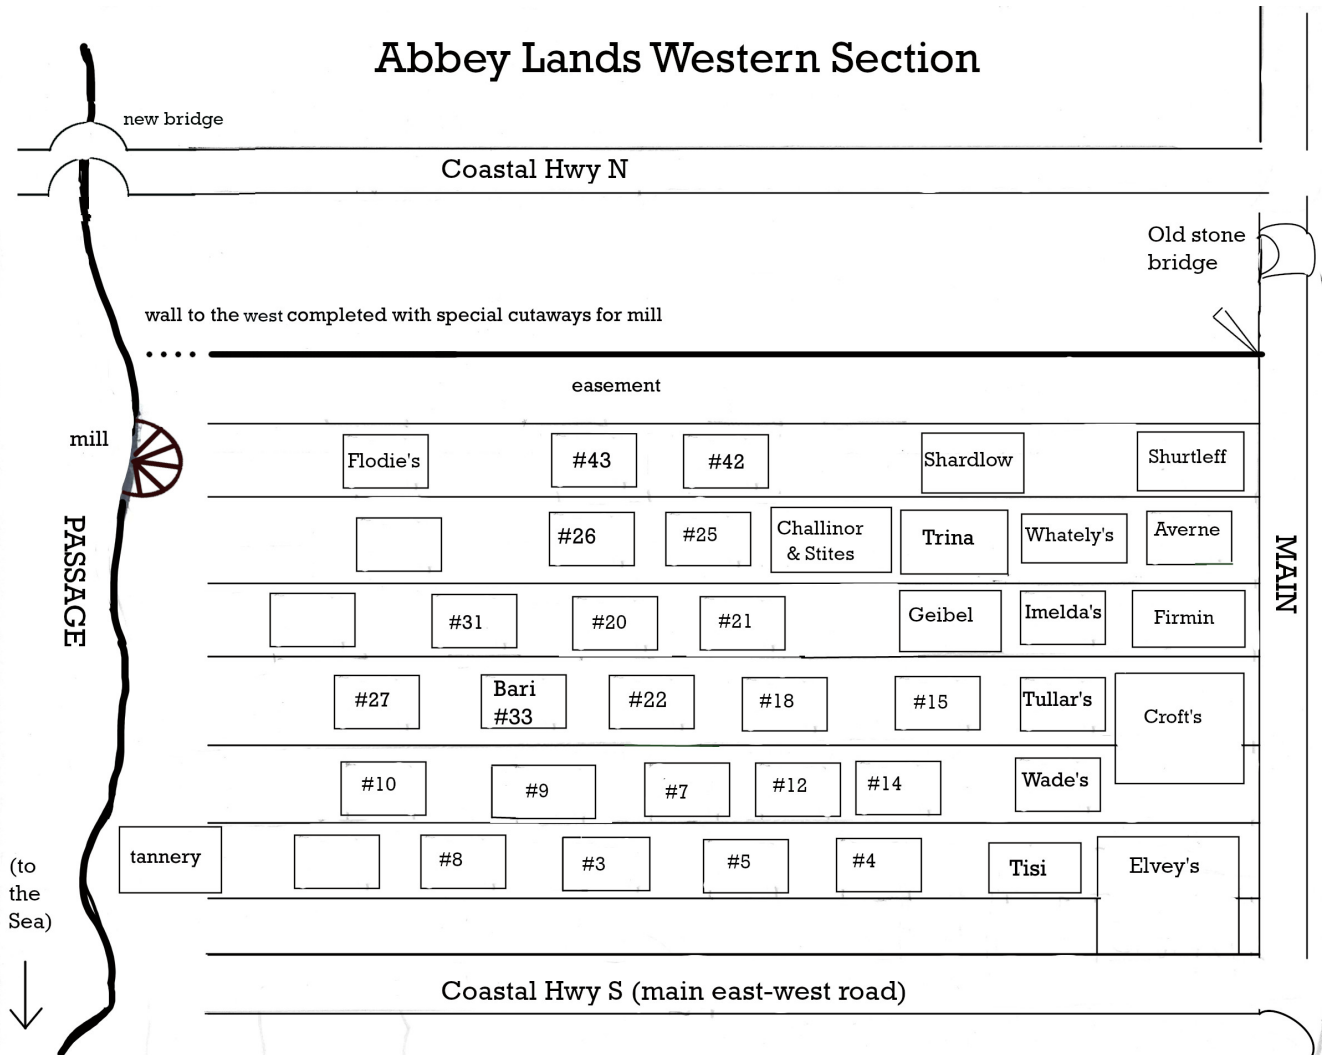 Abbey Lands Western Section
new bridge
Coastal Hwy N
Old stone
bridge
wall to the west completed with special cutaways for mill
easement
mill
Flodie's
#43
#42
Shardlow
Shurtleff
#26
#25
Challinor
& Stites
Trina
Whately's
Averne
PASSAGE
MAIN
#31
#20
#21
Geibel
Imelda's
Firmin
#27
Bari
#33
#22
#18
#15
Tullar's
Croft's
#10
#9
#7
#12
#14
Wade's
tannery
#8
#3
#5
#4
Tisi
Elvey's
(to
the
Sea)
Coastal Hwy S (main east-west road)